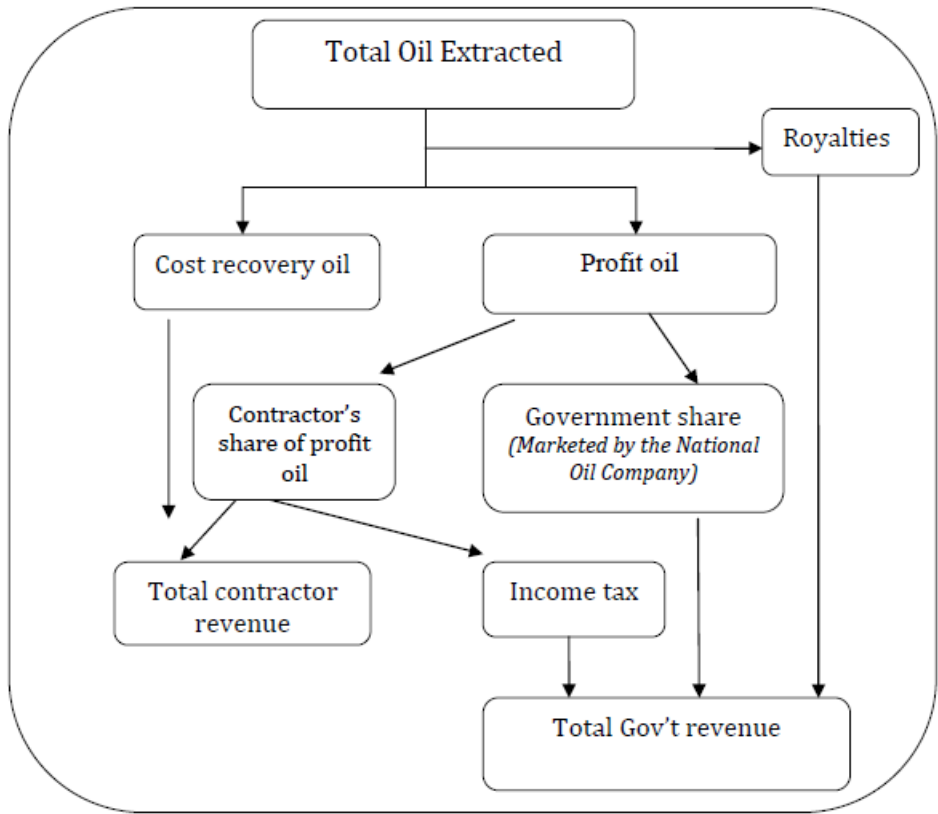 Total Oil Extracted
Royalties
Cost recovery oil
Profit oil
Contractor's
share of profit
oil
Government share
(Marketed by the National
Oil Company)
Total contractor
revenue
Income tax
Total Gov't revenue